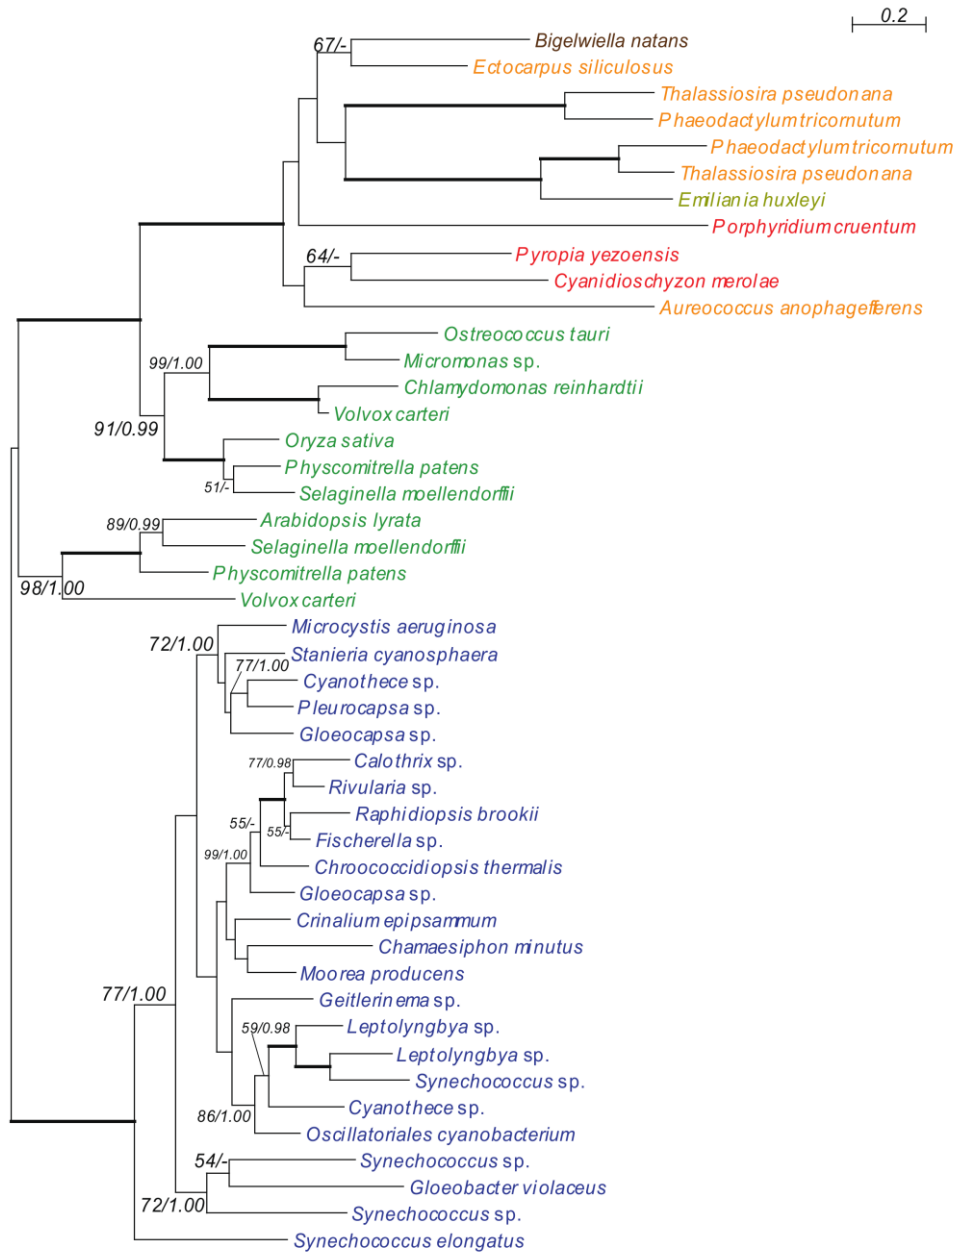 0.2
67/-
Bigelwiella natans
Ectocarpus siliculosus
Thalassiosira pseudonana
Phaeodactylum tricornutum
Phaeodactylum tricornutum
Thalassiosira pseudonana
Emiliania huxleyi
Porphyridium cruentum
64/-
Pyropia yezoensis
Cyanidioschyzon merolae
Aureococcus anophagefferens
Ostreococcus tauri
99/1.00
Micromonas sp.
Chlamydomonas reinhardtii
Volvox carteri
91/0.99
Oryza sativa
Physcomitrella patens
51/-
Selaginella moellendorffii
89/0.99
Arabidopsis lyrata
Selaginella moellendorffii
Physcomitrella patens
98/1.00
Volvox carteri
Microcystis aeruginosa
72/1.00
Stanieria cyanosphaera
77/1.00
Cyanothece sp.
Pleurocapsa sp.
Gloeocapsa sp.
77/0.98
Calothrix sp.
Rivularia sp.
Raphidiopsis brookii
55/-
55/-
Fischerella sp.
99/1.00
Chroococcidiopsis thermalis
Gloeocapsa sp.
Crinalium epipsammum
Chamaesiphon minutus
Moorea producens
77/1.00
Geitlerinema sp.
59/0.98
Leptolyngbya sp.
Leptolyngbya sp.
Synechococcus sp.
Cyanothece sp.
86/1.00
Oscillatoriales cyanobacterium
54/-
Synechococcus sp.
Gloeobacter violaceus
72/1.00
Synechococcus sp.
Synechococcus elongatus